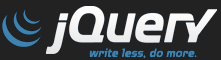 jQuery
write less, do more.